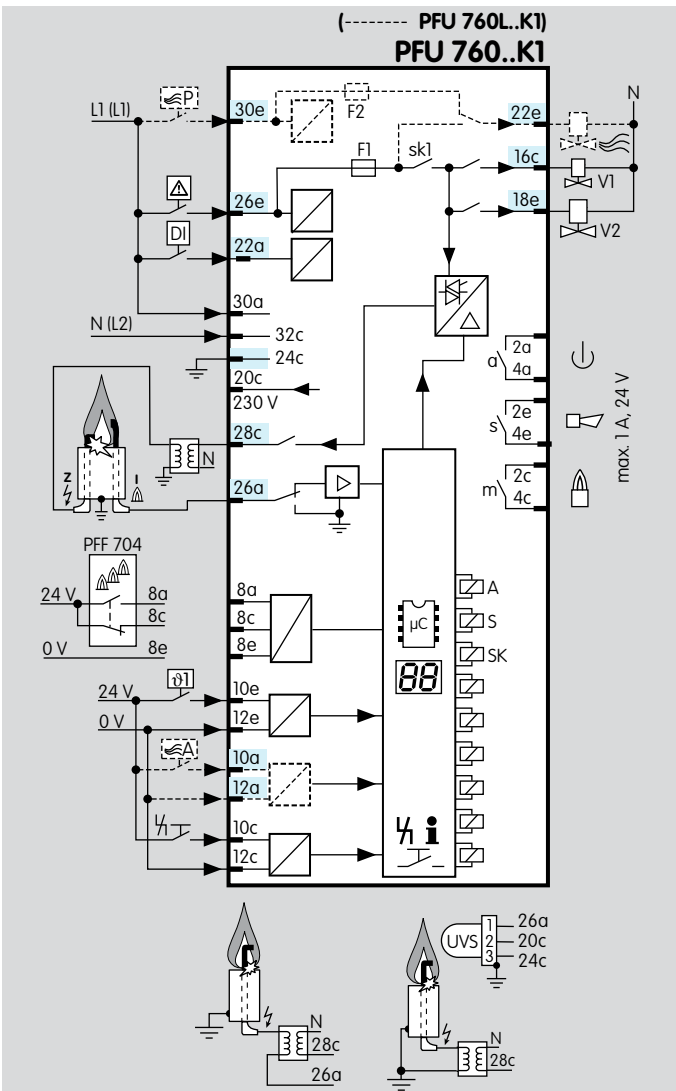 (------- PFU 760L..K1)
PFU 760..K1
L1 (L1)
P
30e
F2
22e
N
F1
sk1
16c
V1
26e
18e
V2
DI
22a
30a
N (L2)
32c
24c
20c
230 V
28c
N
26a
Z
I
2a
4a
a
2e
4e
s
2c
4c
m
max. 1 A, 24 V
PFF 704
24 V
8a
8c
0 V
8e
8a
8c
8e
µC
88
A
S
SK
24 V
ϑ1
10e
0 V
12e
A
10a
12a
10c
12c
i
N
28c
26a
UVS
1
2
3
26a
20c
24c
N
28c